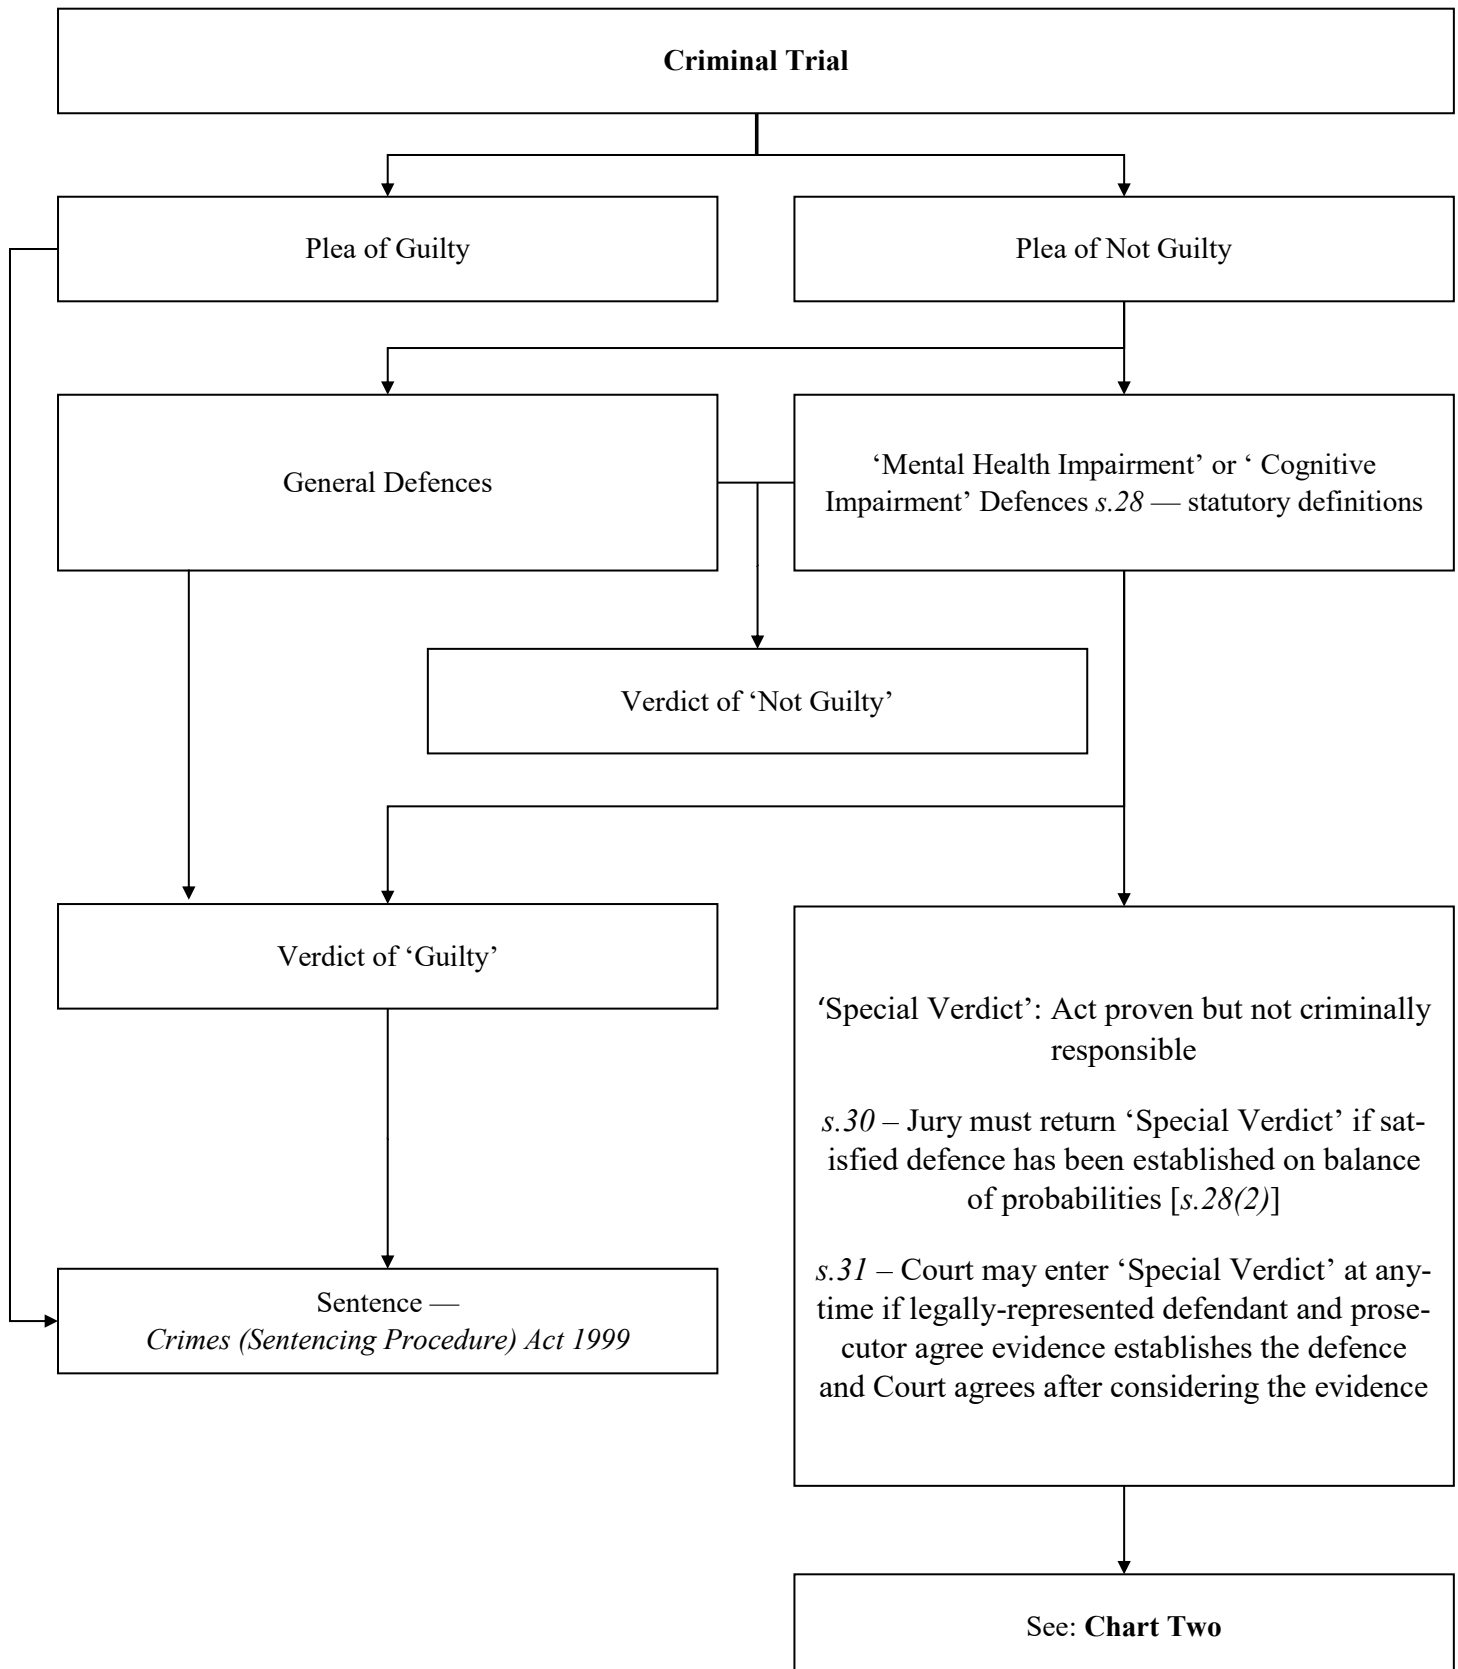 Criminal Trial
Plea of Guilty
Plea of Not Guilty
General Defences
‘Mental Health Impairment’ or ‘ Cognitive
Impairment’ Defences s.28 — statutory definitions
Verdict of ‘Not Guilty’
Verdict of ‘Guilty’
‘Special Verdict’: Act proven but not criminally
responsible
s.30 – Jury must return ‘Special Verdict’ if sat-
isfied defence has been established on balance
of probabilities [s.28(2)]
s.31 – Court may enter ‘Special Verdict’ at any-
time if legally-represented defendant and prose-
cutor agree evidence establishes the defence
and Court agrees after considering the evidence
Sentence —
Crimes (Sentencing Procedure) Act 1999
See: Chart Two